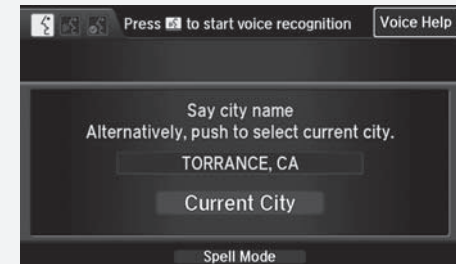 Press to start voice recognition
Voice Help
Say city name
Alternatively, push to select current city.
TORRANCE, CA
Current City
Spell Mode